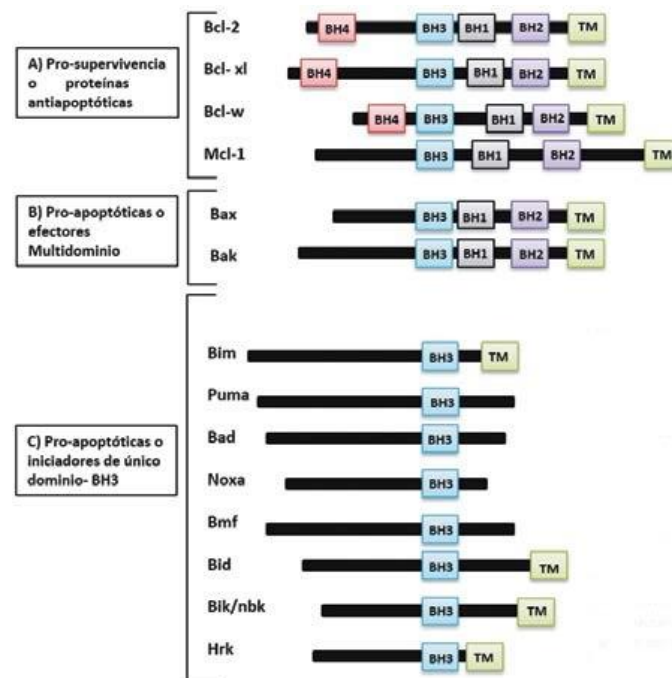 A) Pro-supervivencia
o proteínas
antiapoptóticas
Bcl-2
BH4 BH3 BH1 BH2 TM
Bcl- xl
BH4 BH3 BH1 BH2 TM
Bcl-w
BH4 BH3 BH1 BH2 TM
Mcl-1
BH3 BH1 BH2 TM
B) Pro-apoptóticas o
efectores
Multidominio
Bax
BH3 BH1 BH2 TM
Bak
BH3 BH1 BH2 TM
C) Pro-apoptóticas o
iniciadores de único
dominio- BH3
Bim
BH3 TM
Puma
BH3
Bad
BH3
Noxa
BH3
Bmf
BH3
Bid
BH3 TM
Bik/nbk
BH3 TM
Hrk
BH3 TM